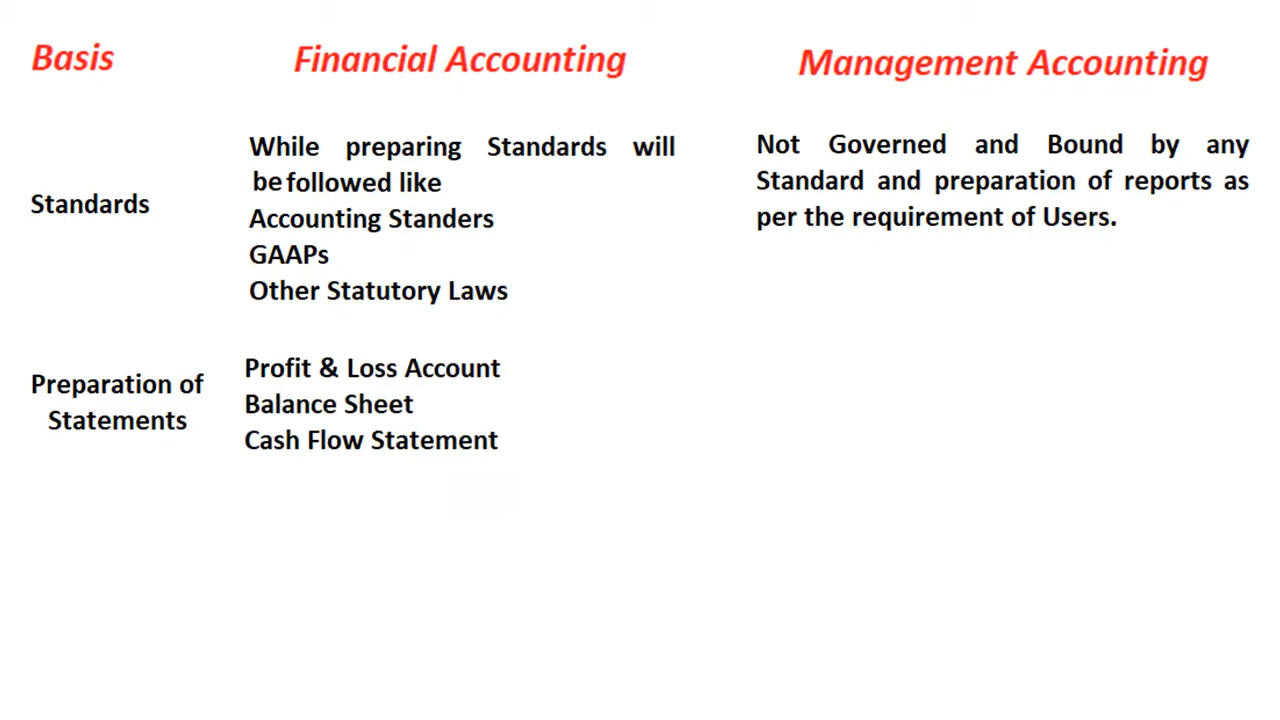 Basis
Financial Accounting
Management Accounting
Standards
While preparing Standards will
be followed like
Accounting Standers
GAAPs
Other Statutory Laws
Not Governed and Bound by any
Standard and preparation of reports as
per the requirement of Users.
Preparation of
Statements
Profit & Loss Account
Balance Sheet
Cash Flow Statement